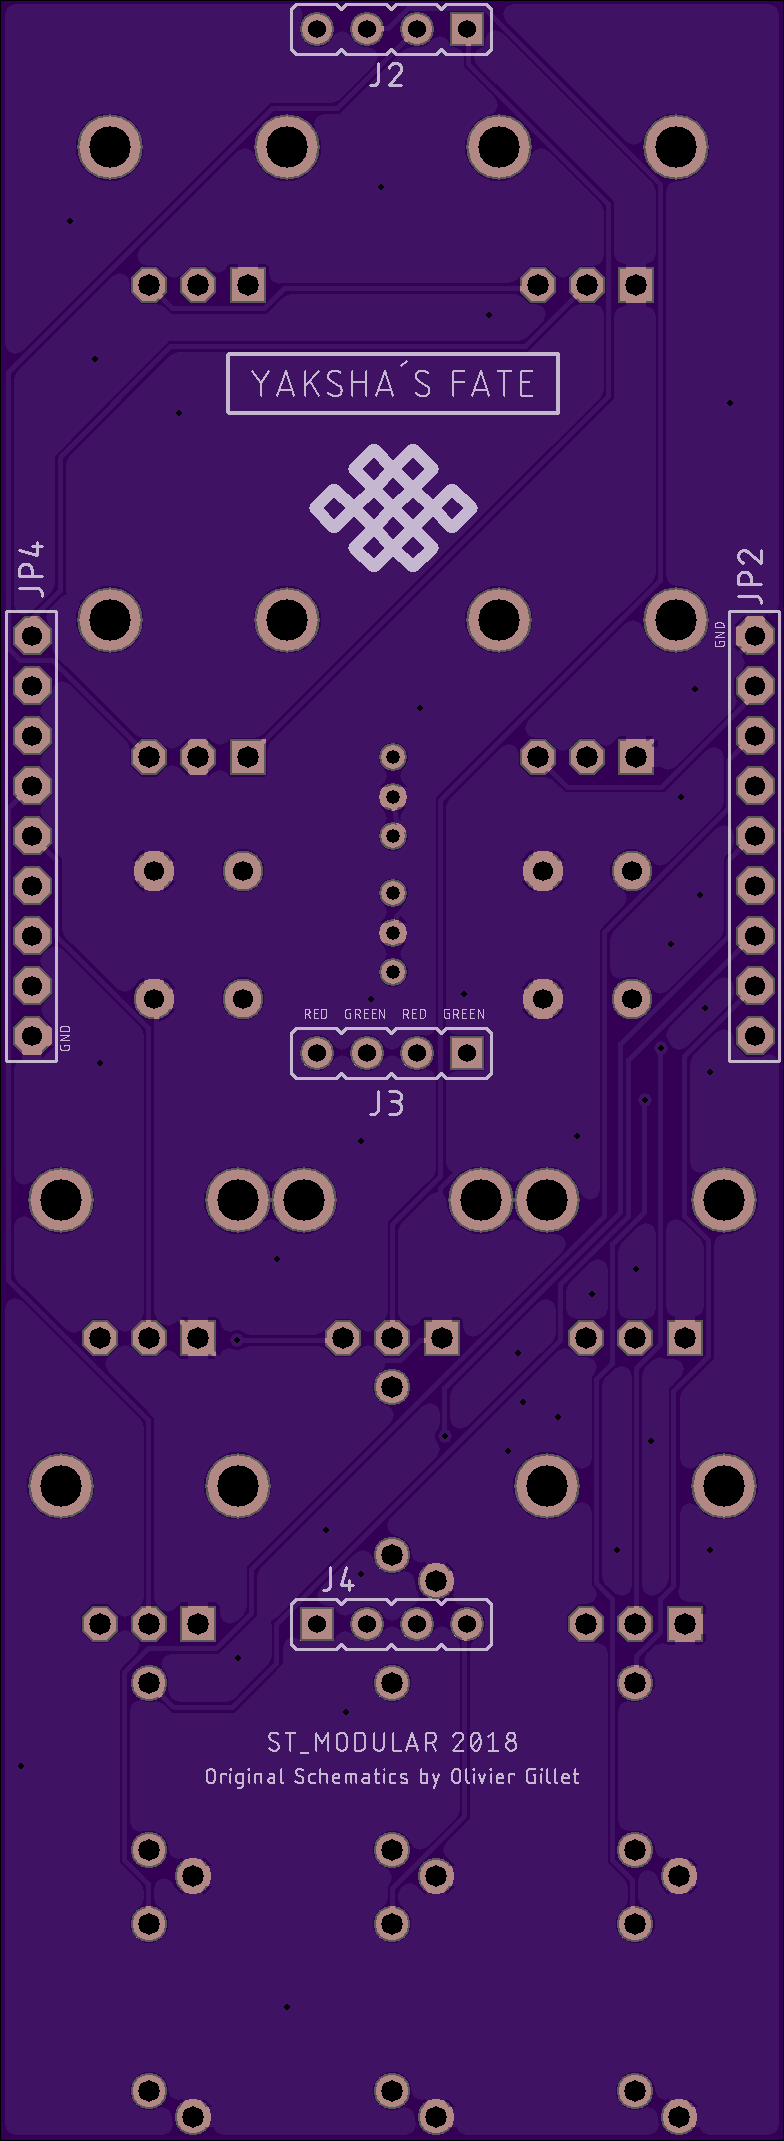 J2
YAKSHA´S FATE
JP4
JP2
GND
RED GREEN RED GREEN
GND
J3
J4
ST_MODULAR 2018
Original Schematics by Olivier Gillet